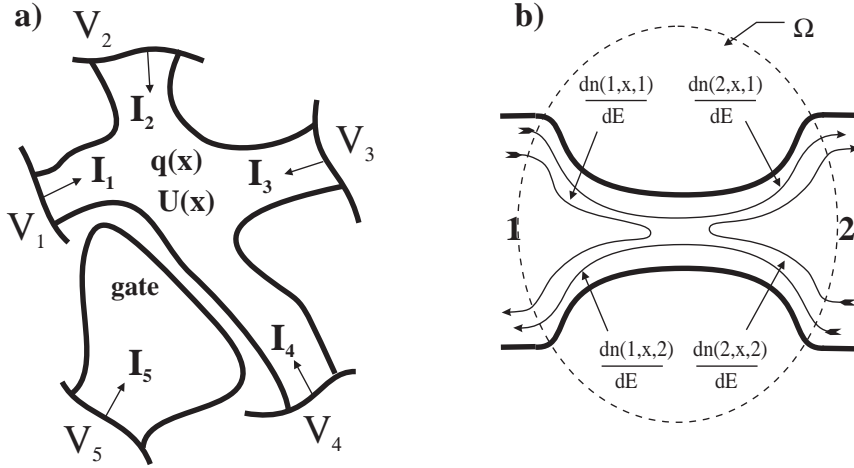 a)
V₂
I₂
q(x)
U(x)
I₁
I₃
V₃
V₁
gate
I₄
I₅
V₅
V₄
b)
Ω
dn(1,x,1)
dE
dn(2,x,1)
dE
1
2
dn(1,x,2)
dE
dn(2,x,2)
dE